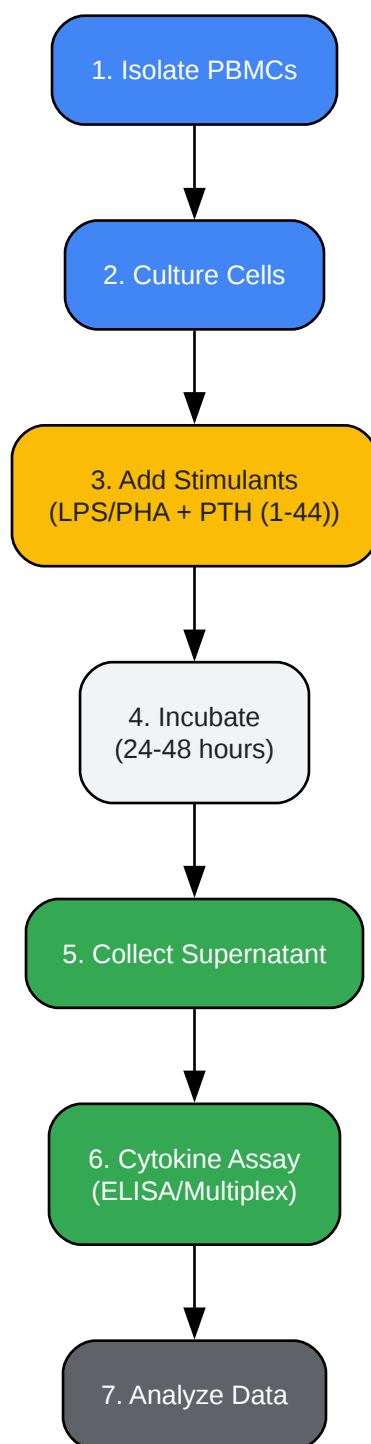 1. Isolate PBMCs
2. Culture Cells
3. Add Stimulants
(LPS/PHA + PTH (1-44))
4. Incubate
(24-48 hours)
5. Collect Supernatant
6. Cytokine Assay
(ELISA/Multiplex)
7. Analyze Data